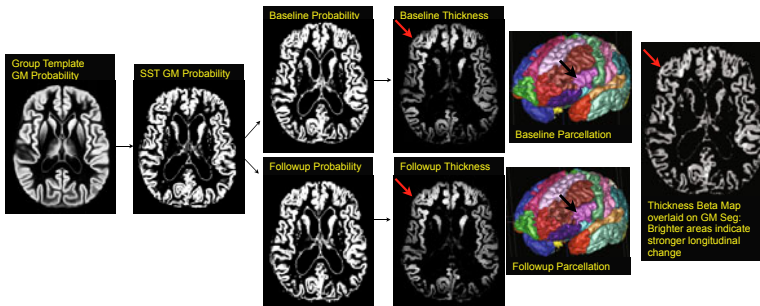 Baseline Probability
Baseline Thickness
Group Template
GM Probability
SST GM Probability
Baseline Parcellation
Followup Probability
Followup Thickness
Followup Parcellation
Thickness Beta Map
overlaid on GM Seg:
Brighter areas indicate
stronger longitudinal
change